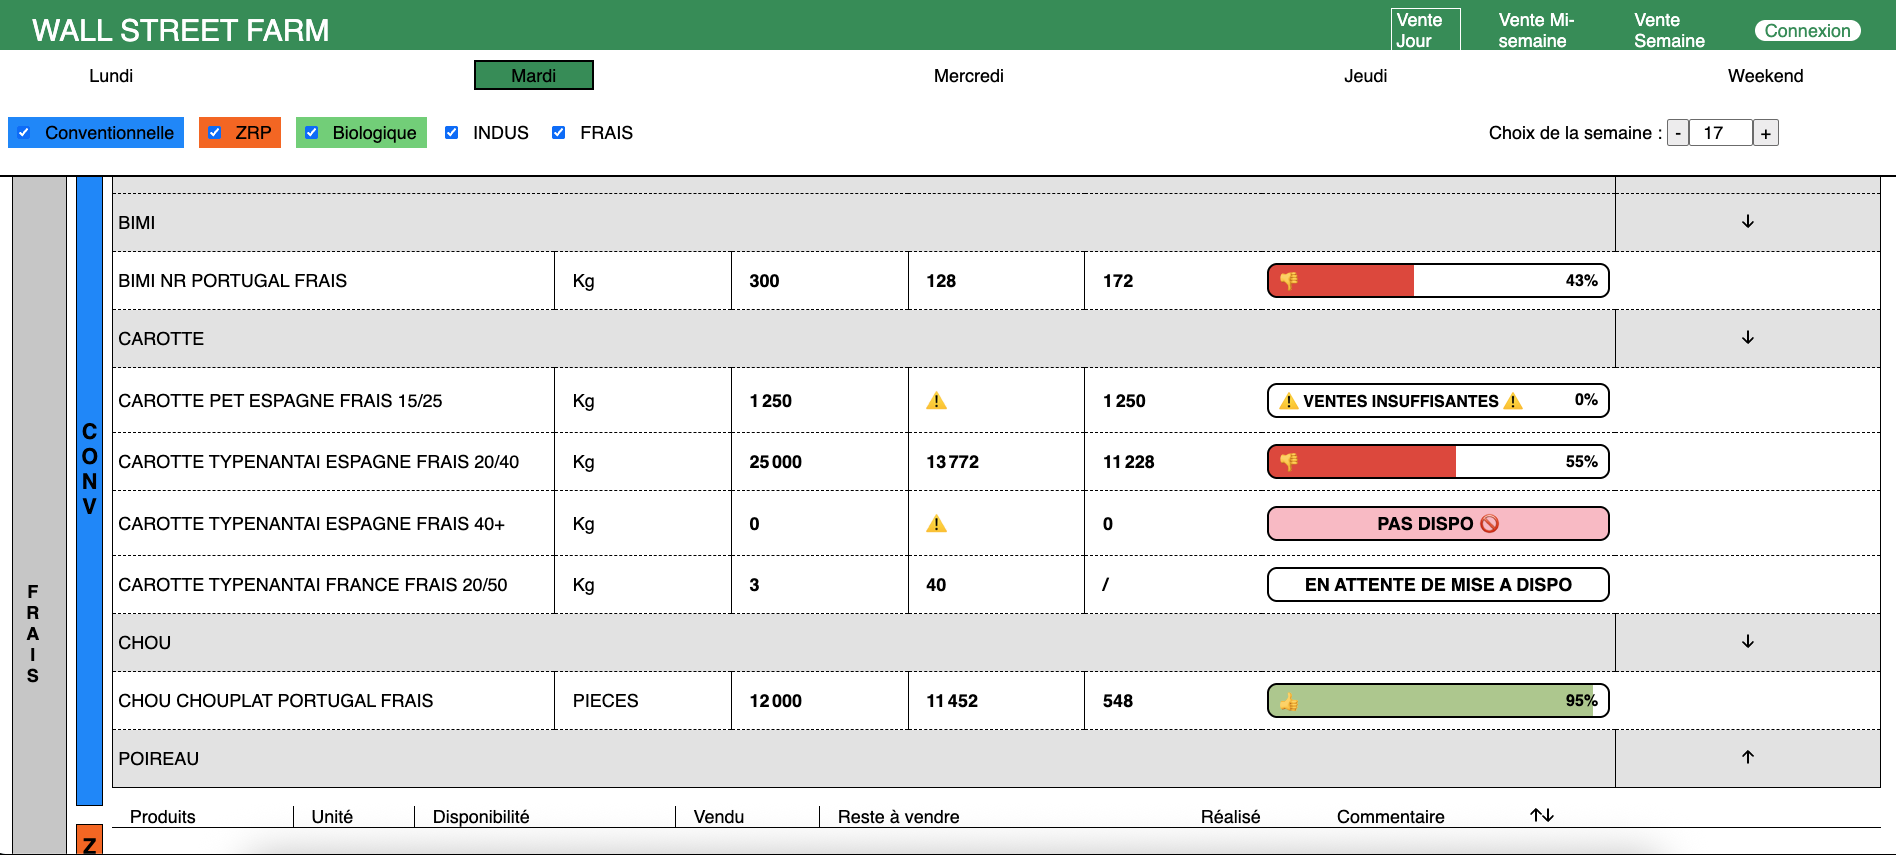 WALL STREET FARM
Vente
Jour
Vente Mi-
semaine
Vente
Semaine
Connexion
Lundi
Mardi
Mercredi
Jeudi
Weekend
Conventionnelle
ZRP
Biologique
INDUS
FRAIS
Choix de la semaine : - 17 +
FRAIS
CONV
BIMI ↓
BIMI NR PORTUGAL FRAIS Kg 300 128 172 👎 43%
CAROTTE ↓
CAROTTE PET ESPAGNE FRAIS 15/25 Kg 1 250 ⚠️ 1 250 ⚠️ VENTES INSUFFISANTES ⚠️ 0%
CAROTTE TYPENANTAI ESPAGNE FRAIS 20/40 Kg 25 000 13 772 11 228 👎 55%
CAROTTE TYPENANTAI ESPAGNE FRAIS 40+ Kg 0 ⚠️ 0 PAS DISPO 🚫
CAROTTE TYPENANTAI FRANCE FRAIS 20/50 Kg 3 40 / EN ATTENTE DE MISE A DISPO
CHOU ↓
CHOU CHOUPLAT PORTUGAL FRAIS PIECES 12 000 11 452 548 👍 95%
POIREAU ↑
Produits Unité Disponibilité Vendu Reste à vendre Réalisé Commentaire ↑↓
Z